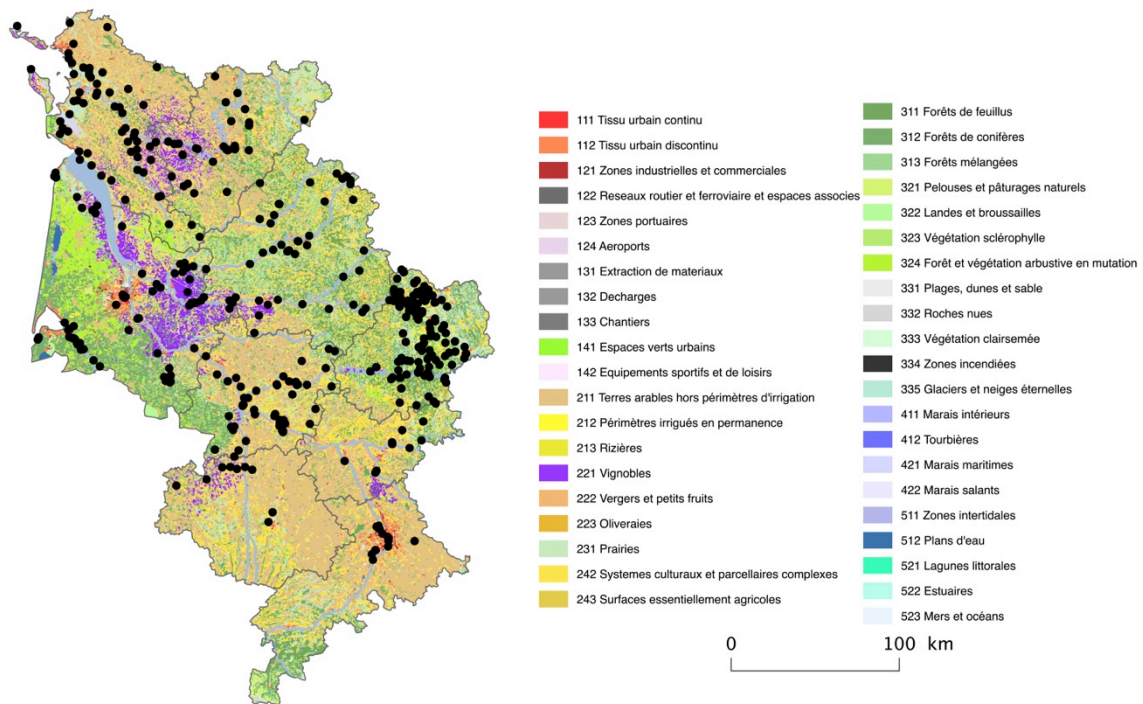 111 Tissu urbain continu
112 Tissu urbain discontinu
121 Zones industrielles et commerciales
122 Reseaux routier et ferroviaire et espaces associes
123 Zones portuaires
124 Aeroports
131 Extraction de materiaux
132 Decharges
133 Chantiers
141 Espaces verts urbains
142 Equipements sportifs et de loisirs
211 Terres arables hors périmètres d'irrigation
212 Périmètres irrigués en permanence
213 Rizières
221 Vignobles
222 Vergers et petits fruits
223 Oliveraies
231 Prairies
242 Systemes culturaux et parcellaires complexes
243 Surfaces essentiellement agricoles
311 Forêts de feuillus
312 Forêts de conifères
313 Forêts mélangées
321 Pelouses et pâturages naturels
322 Landes et broussailles
323 Végétation sclérophylle
324 Forêt et végétation arbustive en mutation
331 Plages, dunes et sable
332 Roches nues
333 Végétation clairsemée
334 Zones incendiées
335 Glaciers et neiges éternelles
411 Marais intérieurs
412 Tourbières
421 Marais maritimes
422 Marais salants
511 Zones intertidales
512 Plans d'eau
521 Lagunes littorales
522 Estuaires
523 Mers et océans
0 100 km